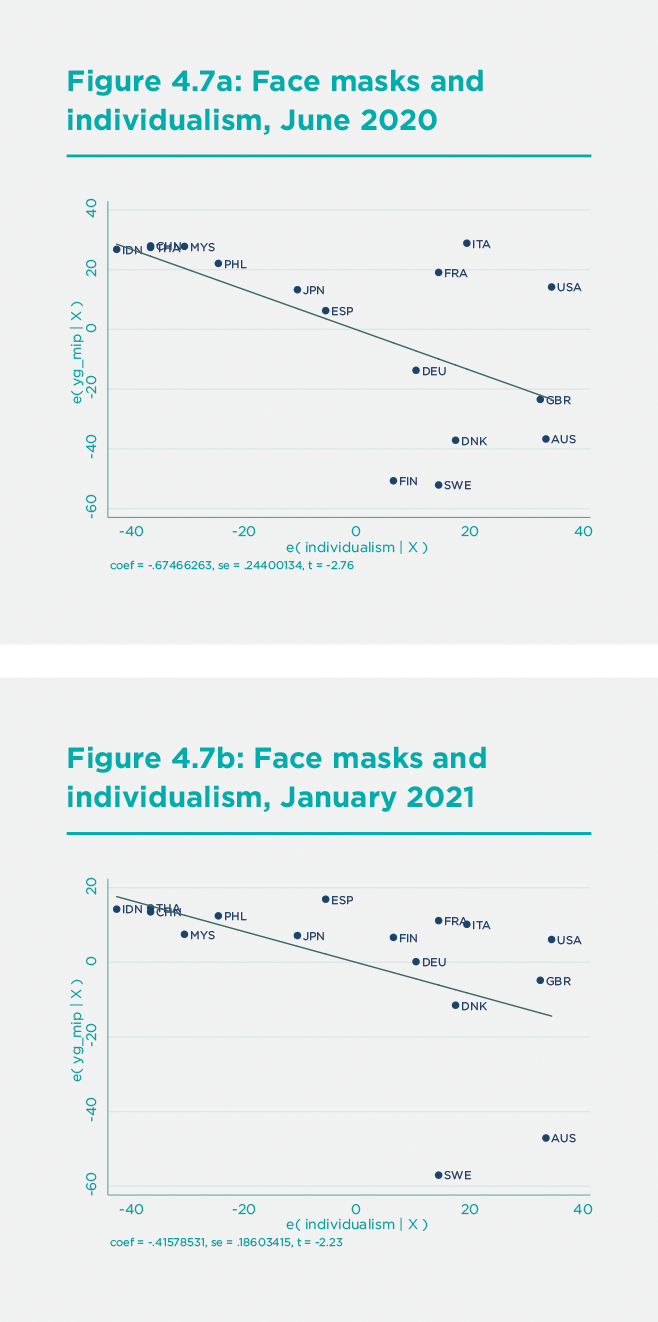 Figure 4.7a: Face masks and
individualism, June 2020
40
20
0
-20
-40
-60
e( yg_mip | X )
IDN
CHN
THA
MYS
PHL
JPN
ESP
ITA
FRA
USA
DEU
GBR
DNK
AUS
FIN
SWE
-40 -20 0 20 40
e( individualism | X )
coef = -.67466263, se = .24400134, t = -2.76
Figure 4.7b: Face masks and
individualism, January 2021
20
0
-20
-40
-60
e( yg_mip | X )
IDN
THA
CHN
MYS
PHL
JPN
ESP
FIN
FRA
ITA
DEU
USA
GBR
DNK
AUS
SWE
-40 -20 0 20 40
e( individualism | X )
coef = -.41578531, se = .18603415, t = -2.23